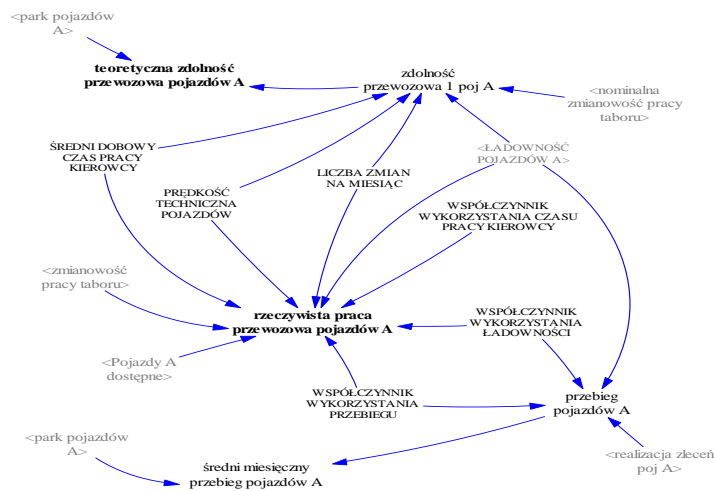 <park pojazdów
A>
teoretyczna zdolność
przewozowa pojazdów A
zdolność
przewozowa 1 poj A
<nominalna
zmianowość pracy
taboru>
ŚREDNI DOBOWY
CZAS PRACY
KIEROWCY
PRĘDKOŚĆ
TECHNICZNA
POJAZDÓW
LICZBA ZMIAN
NA MIESIĄC
<ŁADOWNOŚĆ
POJAZDÓW A>
WSPÓŁCZYNNIK
WYKORZYSTANIA CZASU
PRACY KIEROWCY
<zmianowość
pracy taboru>
rzeczywista praca
przewozowa pojazdów A
WSPÓŁCZYNNIK
WYKORZYSTANIA
ŁADOWNOŚCI
<Pojazdy A
dostępne>
WSPÓŁCZYNNIK
WYKORZYSTANIA
PRZEBIEGU
przebieg
pojazdów A
<park pojazdów
A>
średni miesięczny
przebieg pojazdów A
<realizacja zleceń
poj A>